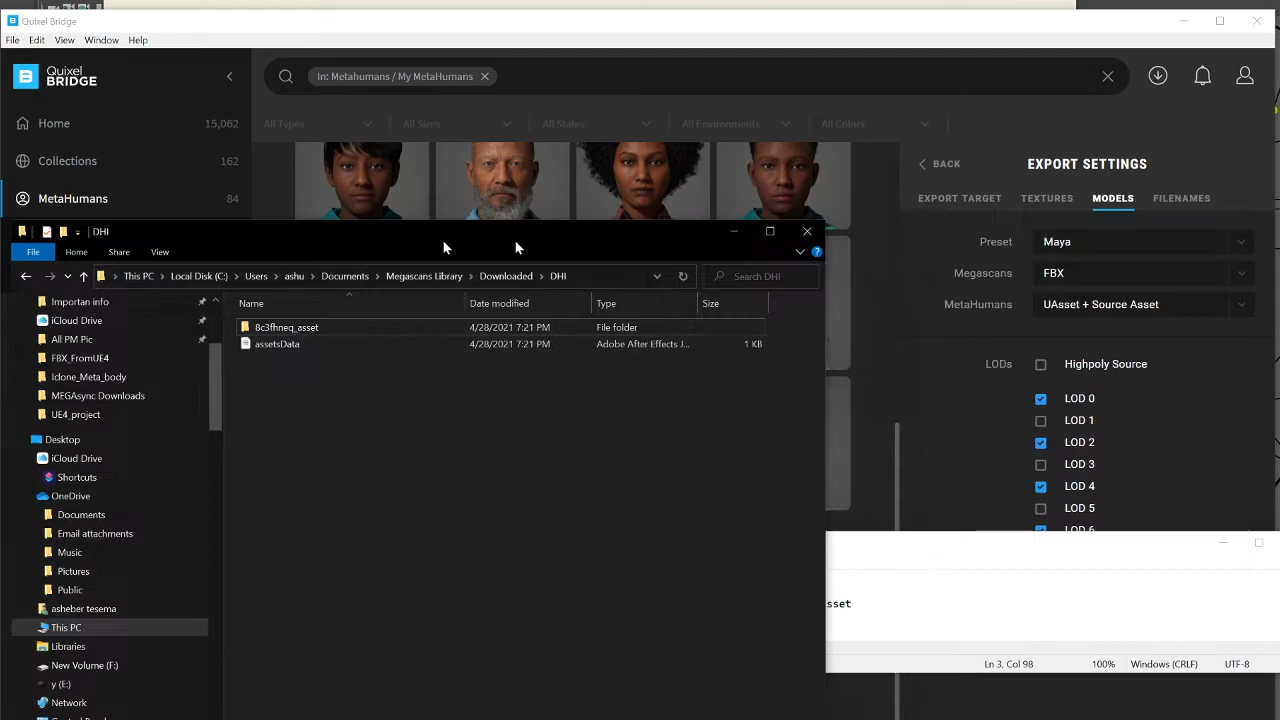 Quixel Bridge
File Edit View Window Help
Quixel
BRIDGE
In: Metahumans / My MetaHumans
Home 15,062
All Types All Sizes All States All Environments All Colors
Collections 162
MetaHumans 84
BACK EXPORT SETTINGS
EXPORT TARGET TEXTURES MODELS FILENAMES
Preset Maya
Megascans FBX
MetaHumans UAsset + Source Asset
LODs Highpoly Source
LOD 0
LOD 1
LOD 2
LOD 3
LOD 4
LOD 5
LOD 6
DHI
File Home Share View
This PC Local Disk (C:) Users ashu Documents Megascans Library Downloaded DHI
Search DHI
Name Date modified Type Size
8c3fhneq_asset 4/28/2021 7:21 PM File folder
assetsData 4/28/2021 7:21 PM Adobe After Effects J... 1 KB
Importan info
iCloud Drive
All PM Pic
FBX_FromUE4
Iclone_Meta_body
MEGAsync Downloads
UE4_project
Desktop
iCloud Drive
Shortcuts
OneDrive
Documents
Email attachments
Music
Pictures
Public
asheber tesema
This PC
Libraries
New Volume (F:)
y (E:)
Network
sset
Ln 3, Col 98 100% Windows (CRLF) UTF-8